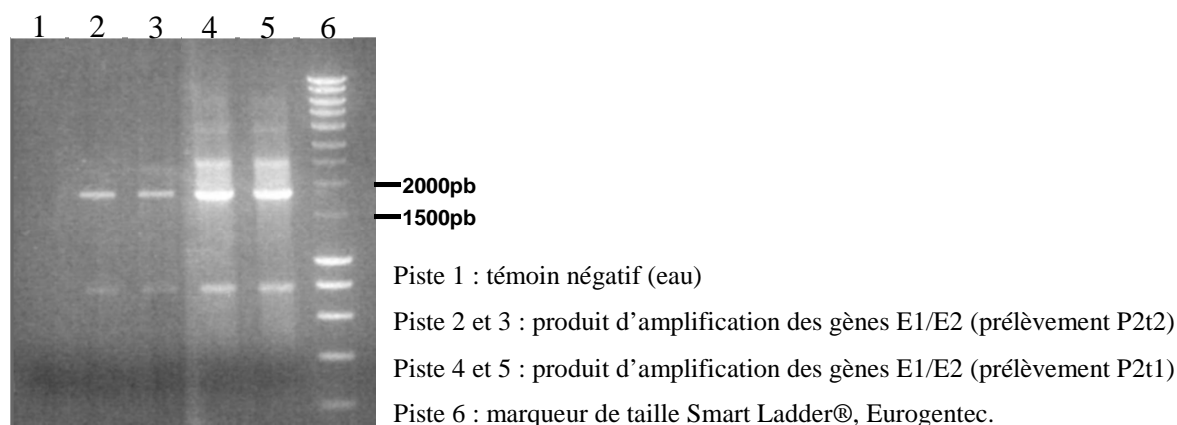 1 2 3 4 5 6
2000pb
1500pb
Piste 1 : témoin négatif (eau)
Piste 2 et 3 : produit d’amplification des gènes E1/E2 (prélèvement P2t2)
Piste 4 et 5 : produit d’amplification des gènes E1/E2 (prélèvement P2t1)
Piste 6 : marqueur de taille Smart Ladder®, Eurogentec.